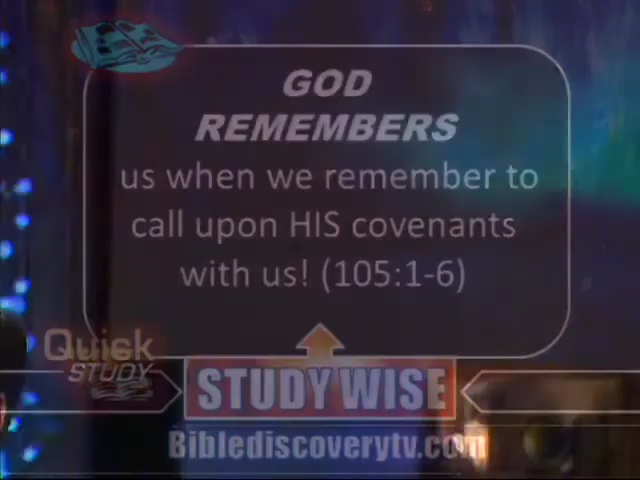 GOD
REMEMBERS
us when we remember to
call upon HIS covenants
with us! (105:1-6)
Quick
STUDY
STUDY WISE
Biblediscoverytv.com